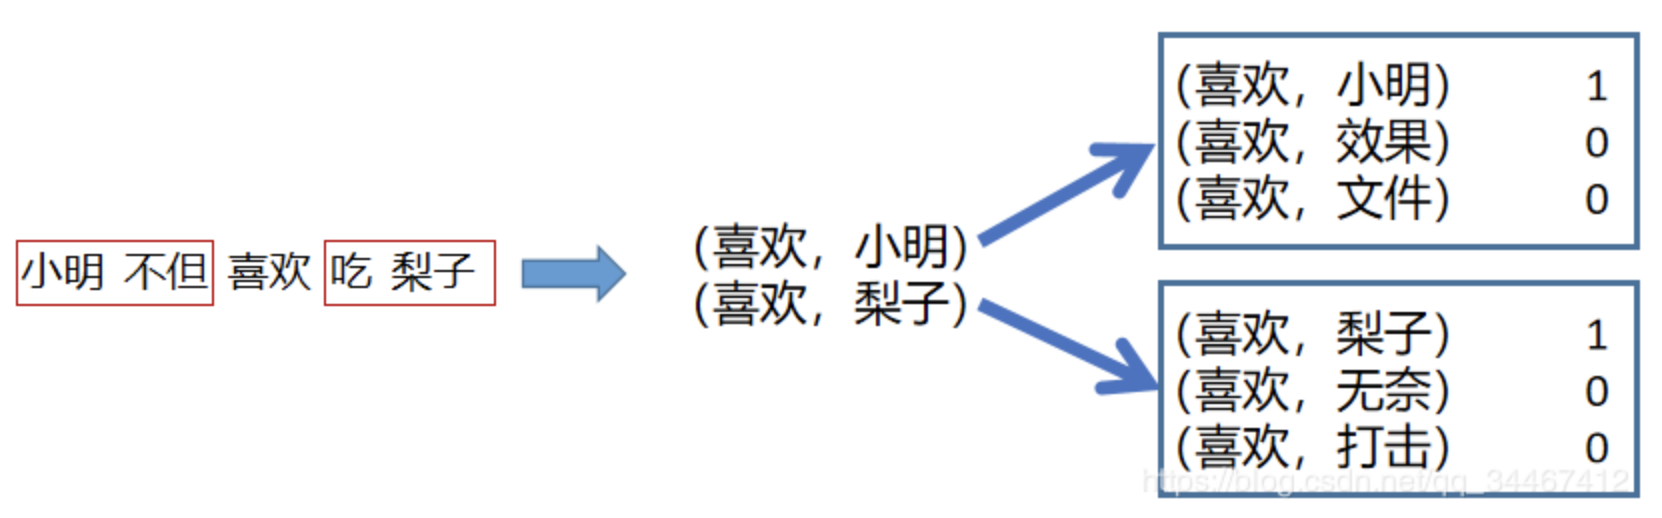 小明 不但 喜欢 吃 梨子
(喜欢，小明)
(喜欢，梨子)
(喜欢，小明) 1
(喜欢，效果) 0
(喜欢，文件) 0
(喜欢，梨子) 1
(喜欢，无奈) 0
(喜欢，打击) 0
https://blog.csdn.net/qq_34467412